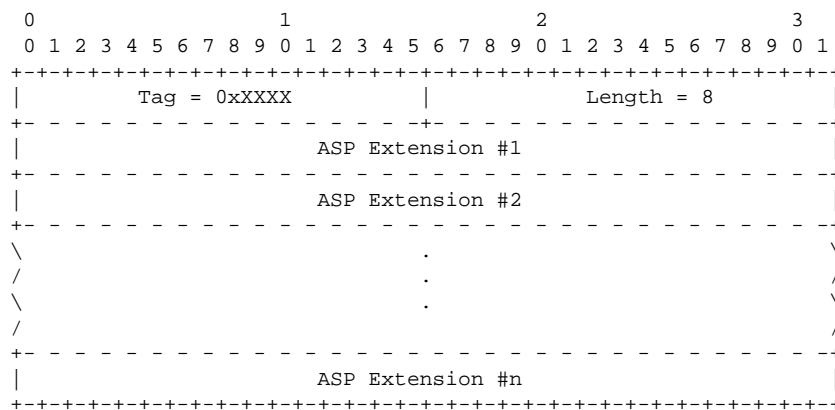 0                   1                   2                   3
0 1 2 3 4 5 6 7 8 9 0 1 2 3 4 5 6 7 8 9 0 1 2 3 4 5 6 7 8 9 0 1
+-+-+-+-+-+-+-+-+-+-+-+-+-+-+-+-+-+-+-+-+-+-+-+-+-+-+-+-+-+-+-+-
|         Tag = 0xXXXX          |            Length = 8         |
+- - - - - - - - - - - - - - - -+- - - - - - - - - - - - - - - --
|                       ASP Extension #1                        |
+- - - - - - - - - - - - - - - - - - - - - - - - - - - - - - - --
|                       ASP Extension #2                        |
+- - - - - - - - - - - - - - - - - - - - - - - - - - - - - - - --
\                               .                               \
/                               .                               /
\                               .                               \
/                                                               /
+- - - - - - - - - - - - - - - - - - - - - - - - - - - - - - - --
|                       ASP Extension #n                        |
+-+-+-+-+-+-+-+-+-+-+-+-+-+-+-+-+-+-+-+-+-+-+-+-+-+-+-+-+-+-+-+-